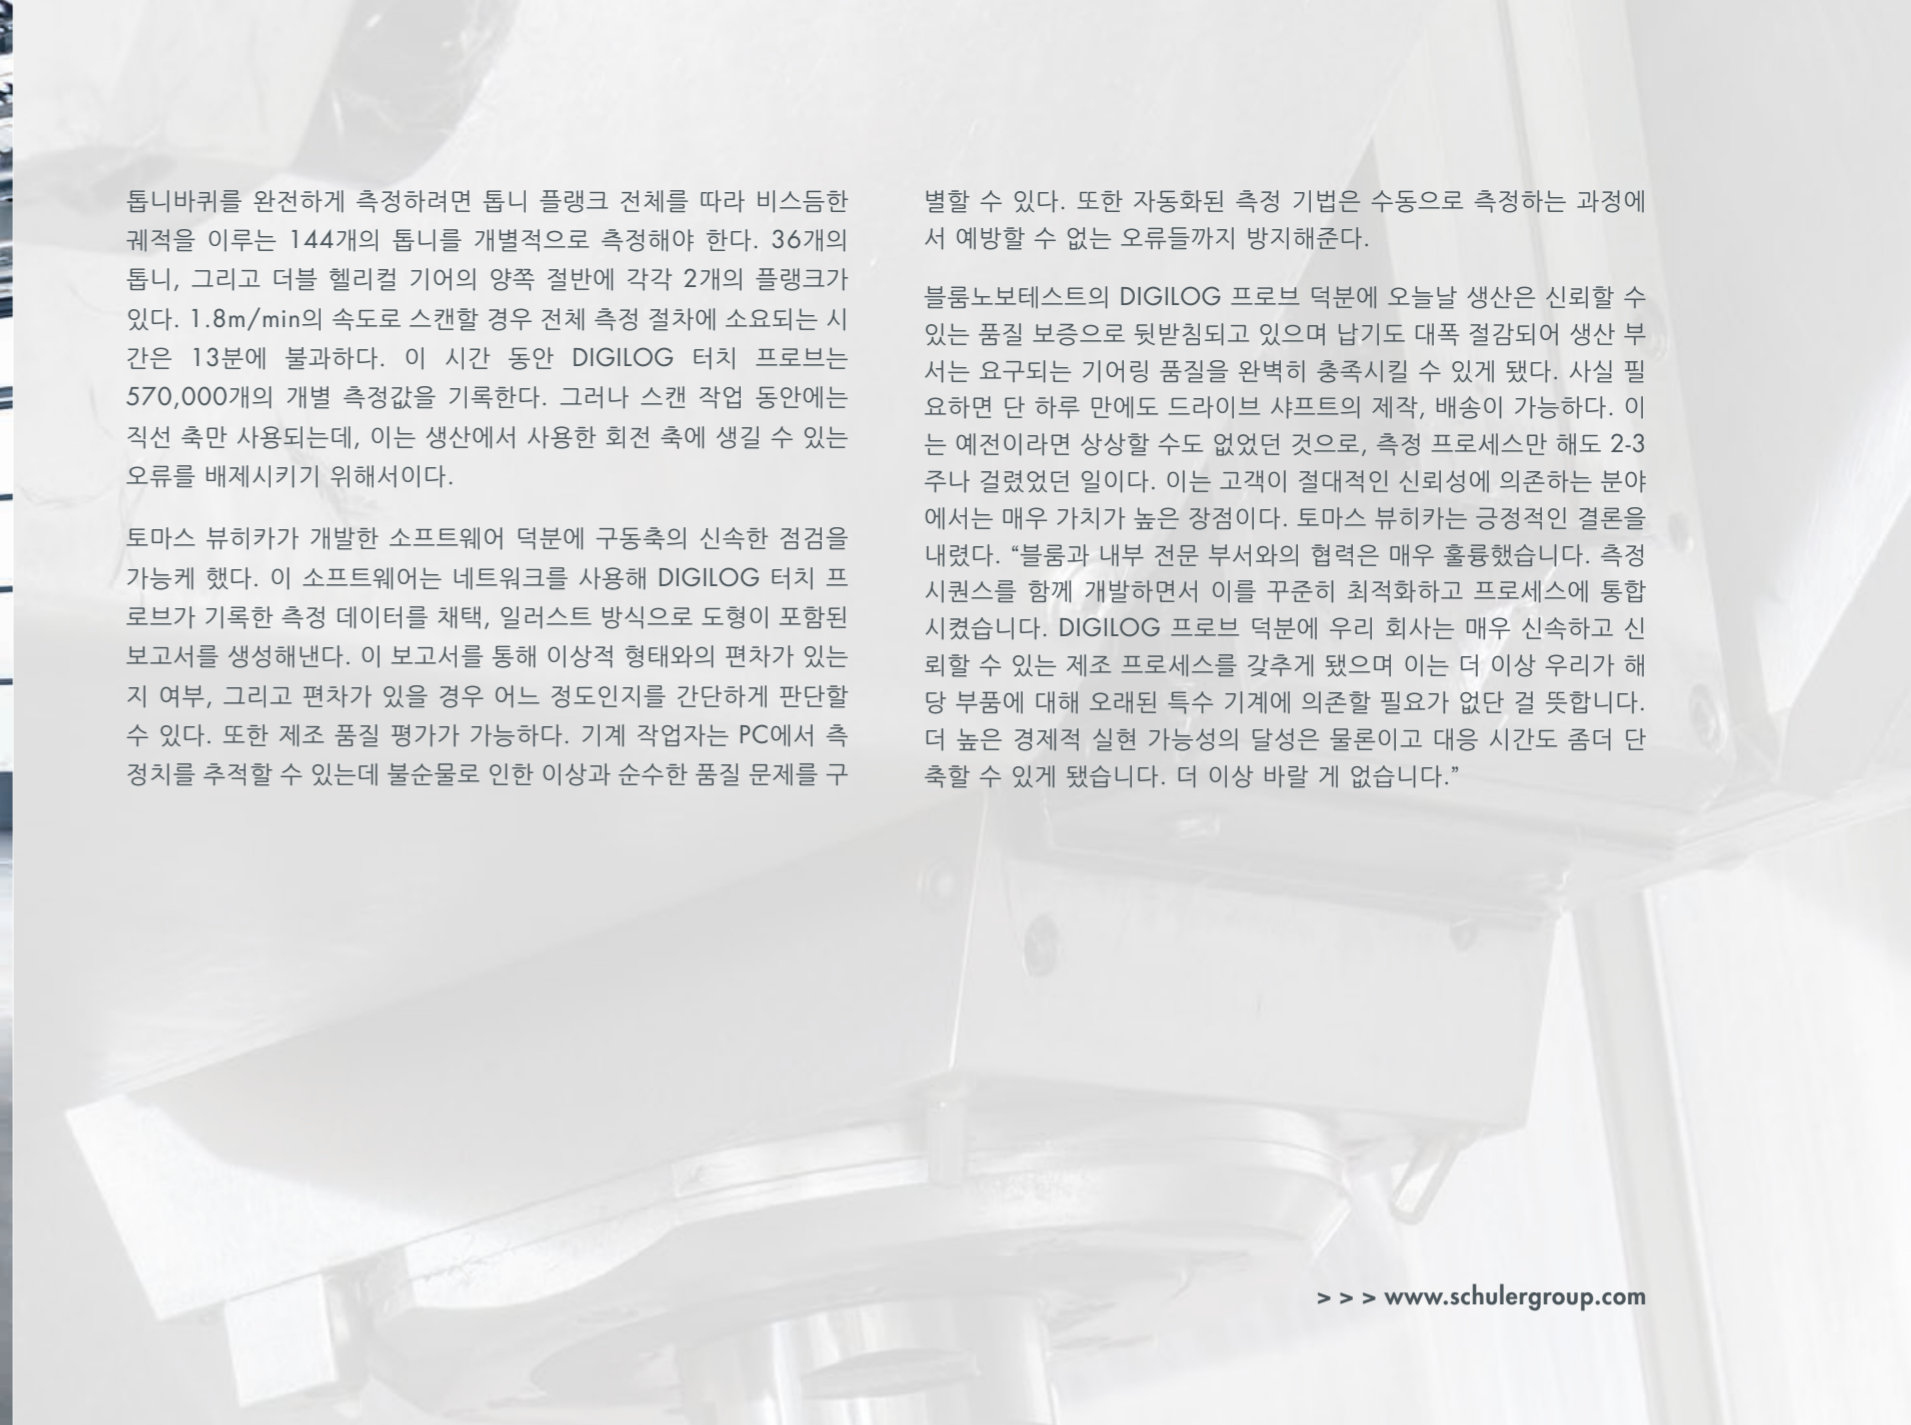 톱니바퀴를 완전하게 측정하려면 톱니 플랭크 전체를 따라 비스듬한
궤적을 이루는 144개의 톱니를 개별적으로 측정해야 한다. 36개의
톱니, 그리고 더블 헬리컬 기어의 양쪽 절반에 각각 2개의 플랭크가
있다. 1.8m/min의 속도로 스캔할 경우 전체 측정 절차에 소요되는 시
간은 13분에 불과하다. 이 시간 동안 DIGILOG 터치 프로브는
570,000개의 개별 측정값을 기록한다. 그러나 스캔 작업 동안에는
직선 축만 사용되는데, 이는 생산에서 사용한 회전 축에 생길 수 있는
오류를 배제시키기 위해서이다.
토마스 뷰히카가 개발한 소프트웨어 덕분에 구동축의 신속한 점검을
가능케 했다. 이 소프트웨어는 네트워크를 사용해 DIGILOG 터치 프
로브가 기록한 측정 데이터를 채택, 일러스트 방식으로 도형이 포함된
보고서를 생성해낸다. 이 보고서를 통해 이상적 형태와의 편차가 있는
지 여부, 그리고 편차가 있을 경우 어느 정도인지를 간단하게 판단할
수 있다. 또한 제조 품질 평가가 가능하다. 기계 작업자는 PC에서 측
정치를 추적할 수 있는데 불순물로 인한 이상과 순수한 품질 문제를 구
별할 수 있다. 또한 자동화된 측정 기법은 수동으로 측정하는 과정에
서 예방할 수 없는 오류들까지 방지해준다.
블룸노보테스트의 DIGILOG 프로브 덕분에 오늘날 생산은 신뢰할 수
있는 품질 보증으로 뒷받침되고 있으며 납기도 대폭 절감되어 생산 부
서는 요구되는 기어링 품질을 완벽히 충족시킬 수 있게 됐다. 사실 필
요하면 단 하루 만에도 드라이브 샤프트의 제작, 배송이 가능하다. 이
는 예전이라면 상상할 수도 없었던 것으로, 측정 프로세스만 해도 2-3
주나 걸렸었던 일이다. 이는 고객이 절대적인 신뢰성에 의존하는 분야
에서는 매우 가치가 높은 장점이다. 토마스 뷰히카는 긍정적인 결론을
내렸다. “블룸과 내부 전문 부서와의 협력은 매우 훌륭했습니다. 측정
시퀀스를 함께 개발하면서 이를 꾸준히 최적화하고 프로세스에 통합
시켰습니다. DIGILOG 프로브 덕분에 우리 회사는 매우 신속하고 신
뢰할 수 있는 제조 프로세스를 갖추게 됐으며 이는 더 이상 우리가 해
당 부품에 대해 오래된 특수 기계에 의존할 필요가 없단 걸 뜻합니다.
더 높은 경제적 실현 가능성의 달성은 물론이고 대응 시간도 좀더 단
축할 수 있게 됐습니다. 더 이상 바랄 게 없습니다.”
> > > www.schulergroup.com